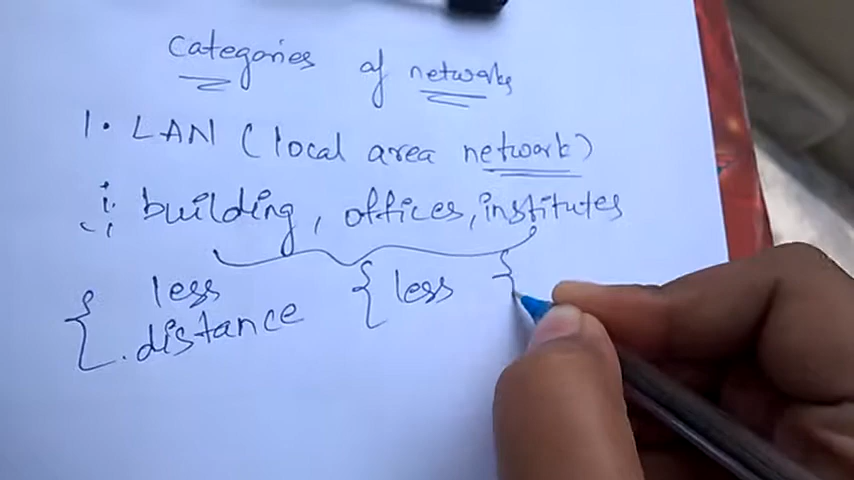 Categories of networks
1. LAN (local area network)
i. building, offices, institutes
{ less { less {
distance